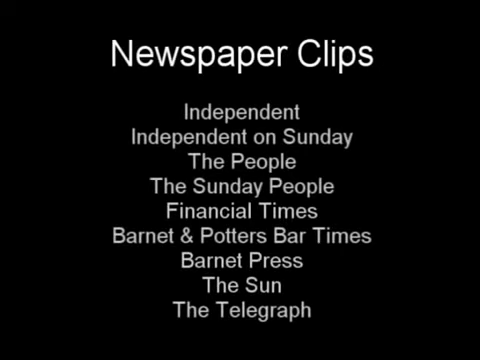 Newspaper Clips
Independent
Independent on Sunday
The People
The Sunday People
Financial Times
Barnet & Potters Bar Times
Barnet Press
The Sun
The Telegraph